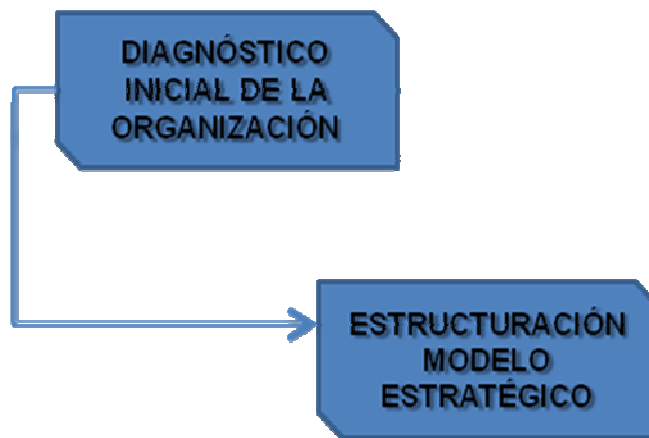 DIAGNÓSTICO
INICIAL DE LA
ORGANIZACIÓN
ESTRUCTURACIÓN
MODELO
ESTRATÉGICO